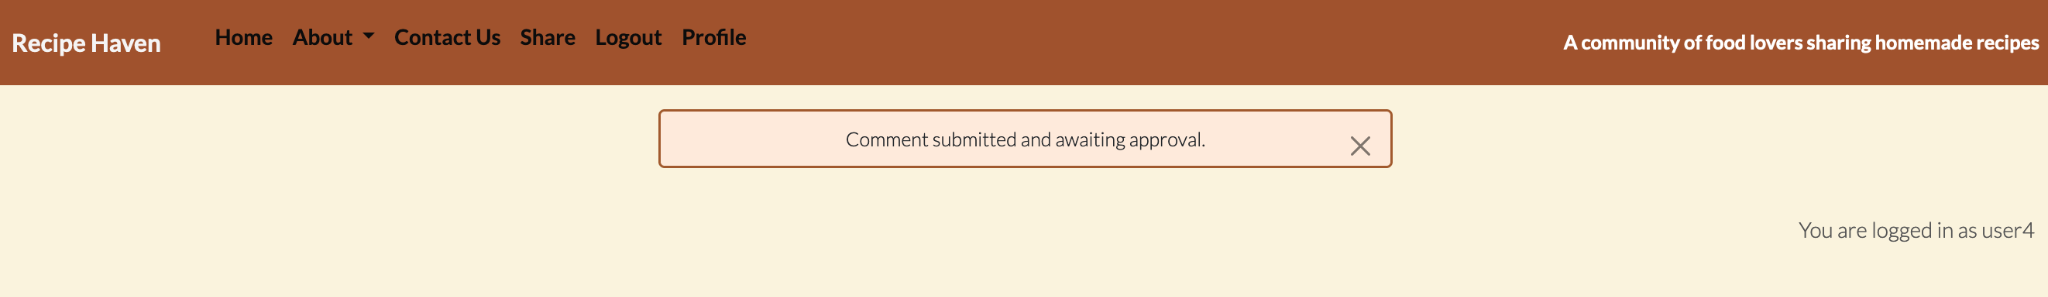 Recipe Haven Home About Contact Us Share Logout Profile A community of food lovers sharing homemade recipes
Comment submitted and awaiting approval.
You are logged in as user4